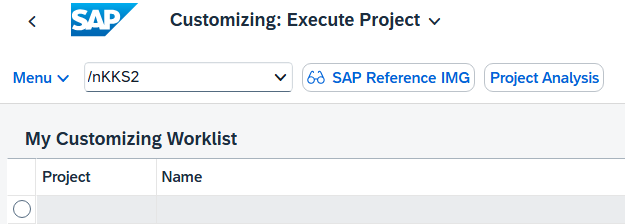 SAP Customizing: Execute Project
Menu /nKKS2 SAP Reference IMG Project Analysis
My Customizing Worklist
Project Name